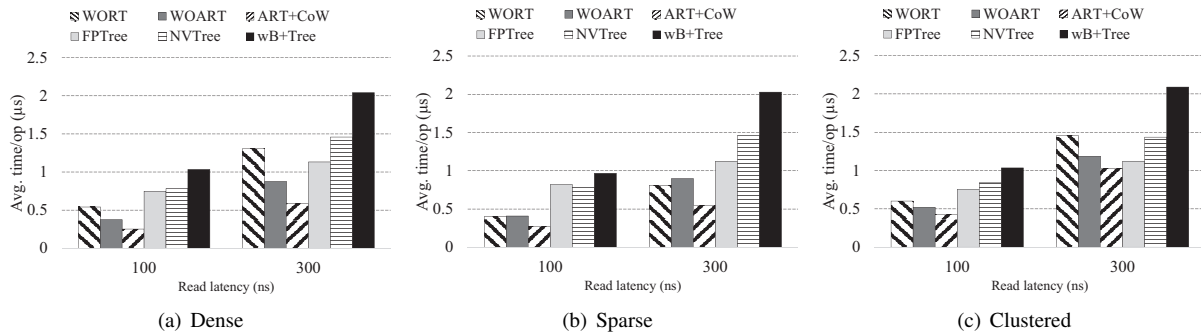 WORT WOART ART+CoW
FPTree NVTree wB+Tree
2.5
2
1.5
1
0.5
0
Avg. time/op (μs)
100 300
Read latency (ns)
(a) Dense
WORT WOART ART+CoW
FPTree NVTree wB+Tree
2.5
2
1.5
1
0.5
0
Avg. time/op (μs)
100 300
Read latency (ns)
(b) Sparse
WORT WOART ART+CoW
FPTree NVTree wB+Tree
2.5
2
1.5
1
0.5
0
Avg. time/op (μs)
100 300
Read latency (ns)
(c) Clustered